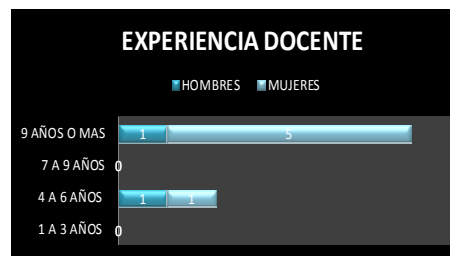 EXPERIENCIA DOCENTE
HOMBRES MUJERES
9 AÑOS O MAS 1 5
7 A 9 AÑOS 0
4 A 6 AÑOS 1 1
1 A 3 AÑOS 0